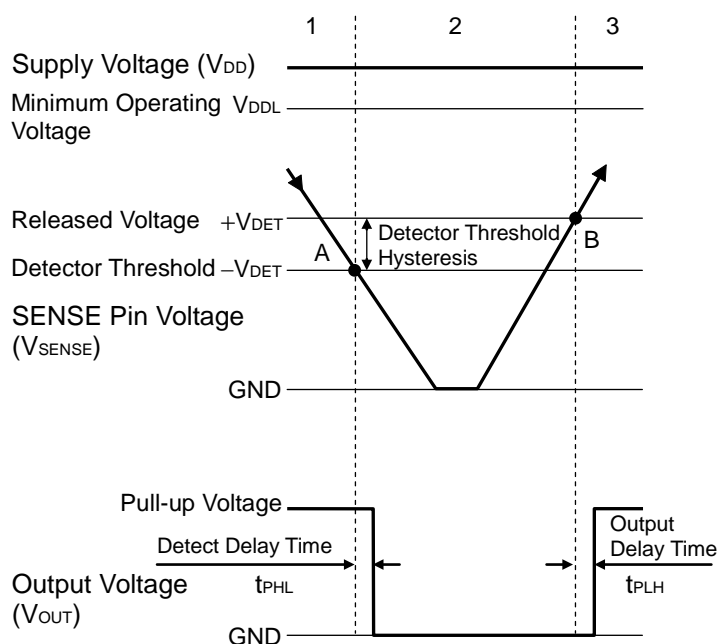 1 2 3
Supply Voltage (VDD)
Minimum Operating VDDL
Voltage
Released Voltage +VDET
Detector Threshold
Hysteresis
A
B
Detector Threshold −VDET
SENSE Pin Voltage
(VSENSE)
GND
Pull-up Voltage
Detect Delay Time
tPHL
Output
Delay Time
tPLH
Output Voltage
(VOUT)
GND